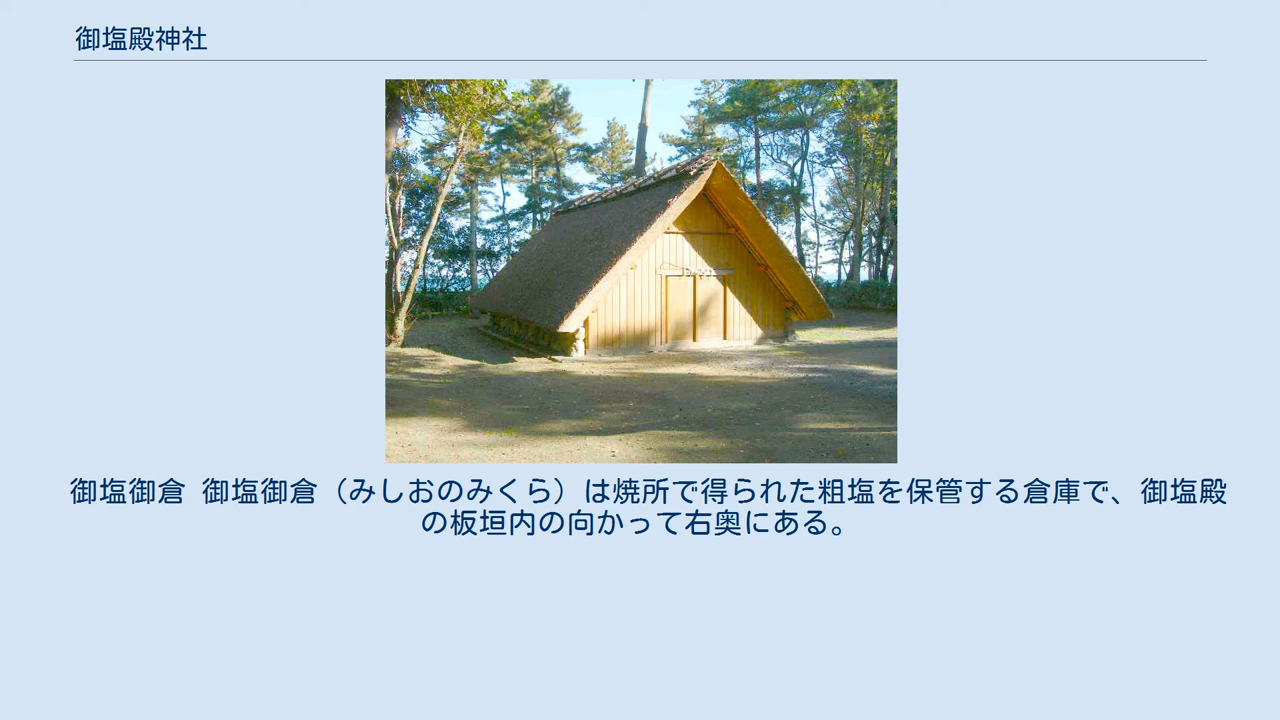 御塩殿神社
御塩御倉 御塩御倉（みしおのみくら）は焼所で得られた粗塩を保管する倉庫で、御塩殿
の板垣内の向かって右奥にある。